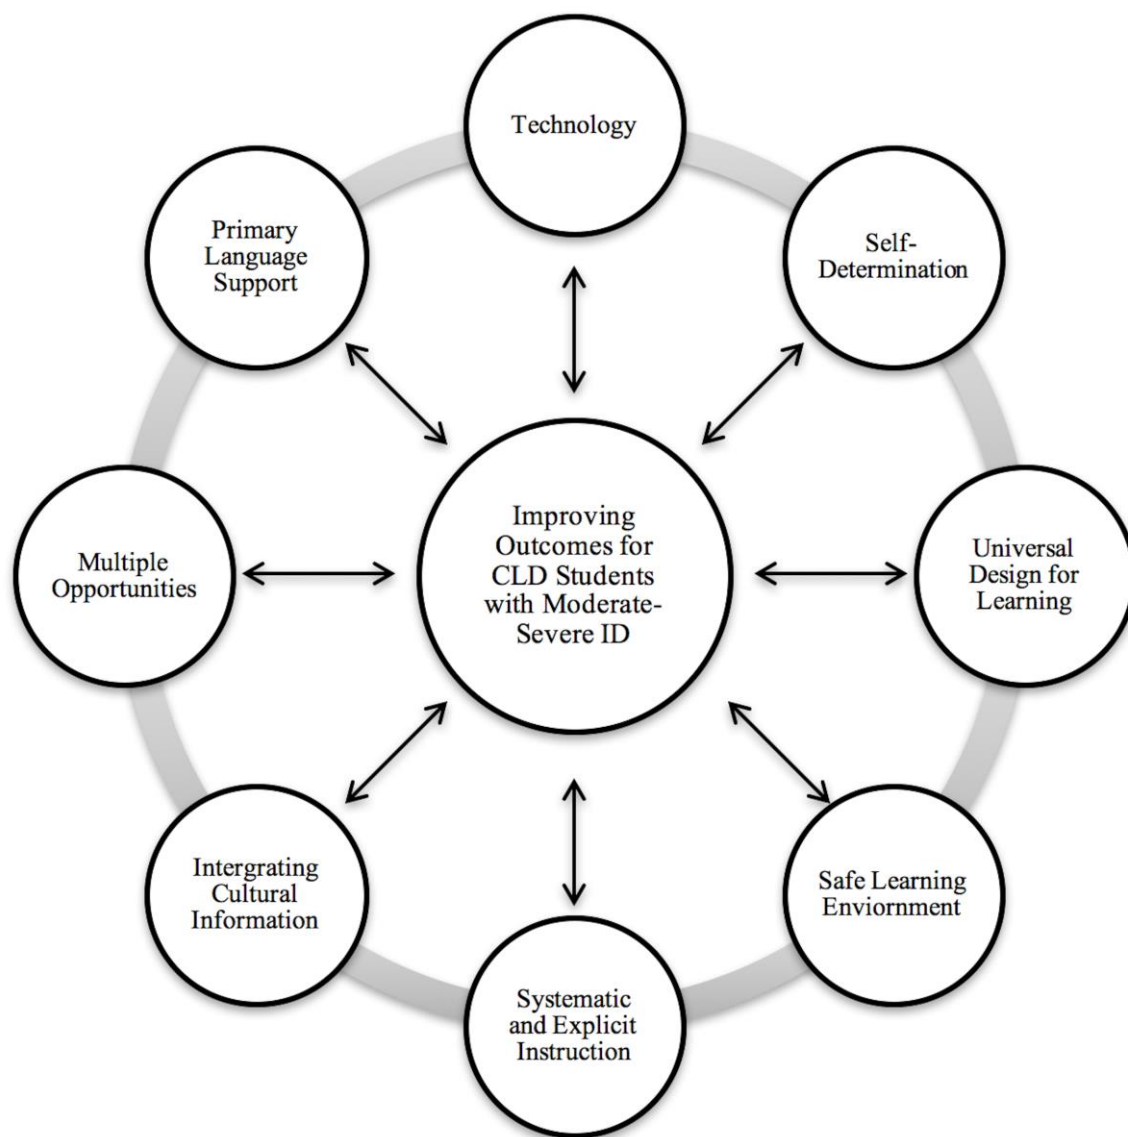 Technology
Primary
Language
Support
Self-
Determination
Multiple
Opportunities
Improving
Outcomes for
CLD Students
with Moderate-
Severe ID
Universal
Design for
Learning
Intergrating
Cultural
Information
Safe Learning
Enviornment
Systematic
and Explicit
Instruction